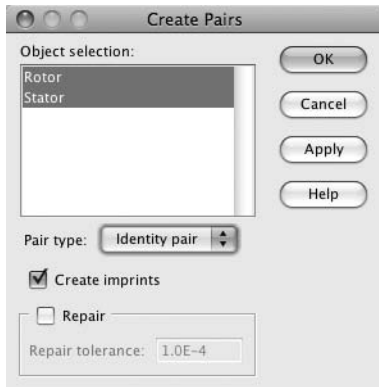 Create Pairs
Object selection:
Rotor
Stator
OK
Cancel
Apply
Help
Pair type: Identity pair
Create imprints
Repair
Repair tolerance: 1.0E-4